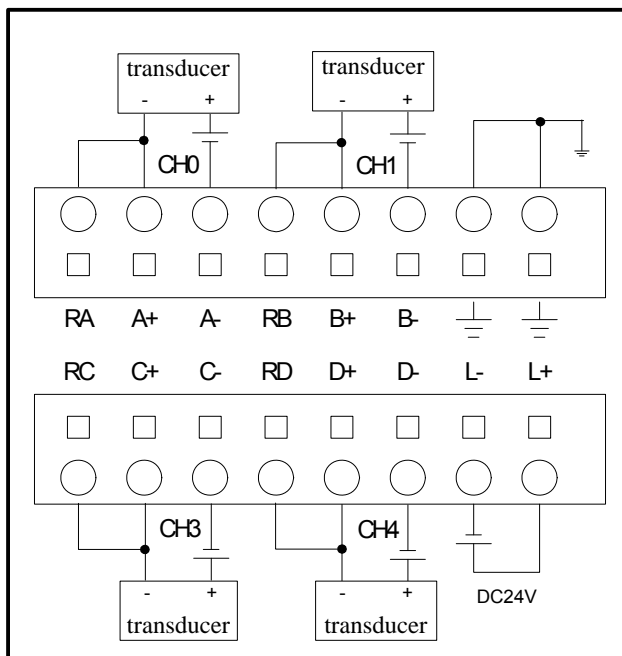 transducer transducer
- + - +
CH0 CH1
RA A+ A- RB B+ B-
RC C+ C- RD D+ D- L- L+
CH3 CH4
- + - +
DC24V
transducer transducer